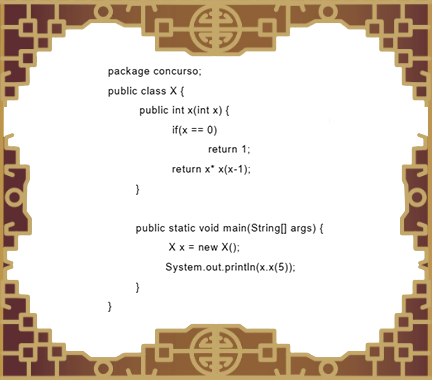 package concurso;
public class X {
public int x(int x) {
if(x == 0)
return 1;
return x* x(x-1);
}
public static void main(String[] args) {
X x = new X();
System.out.println(x.x(5));
}
}